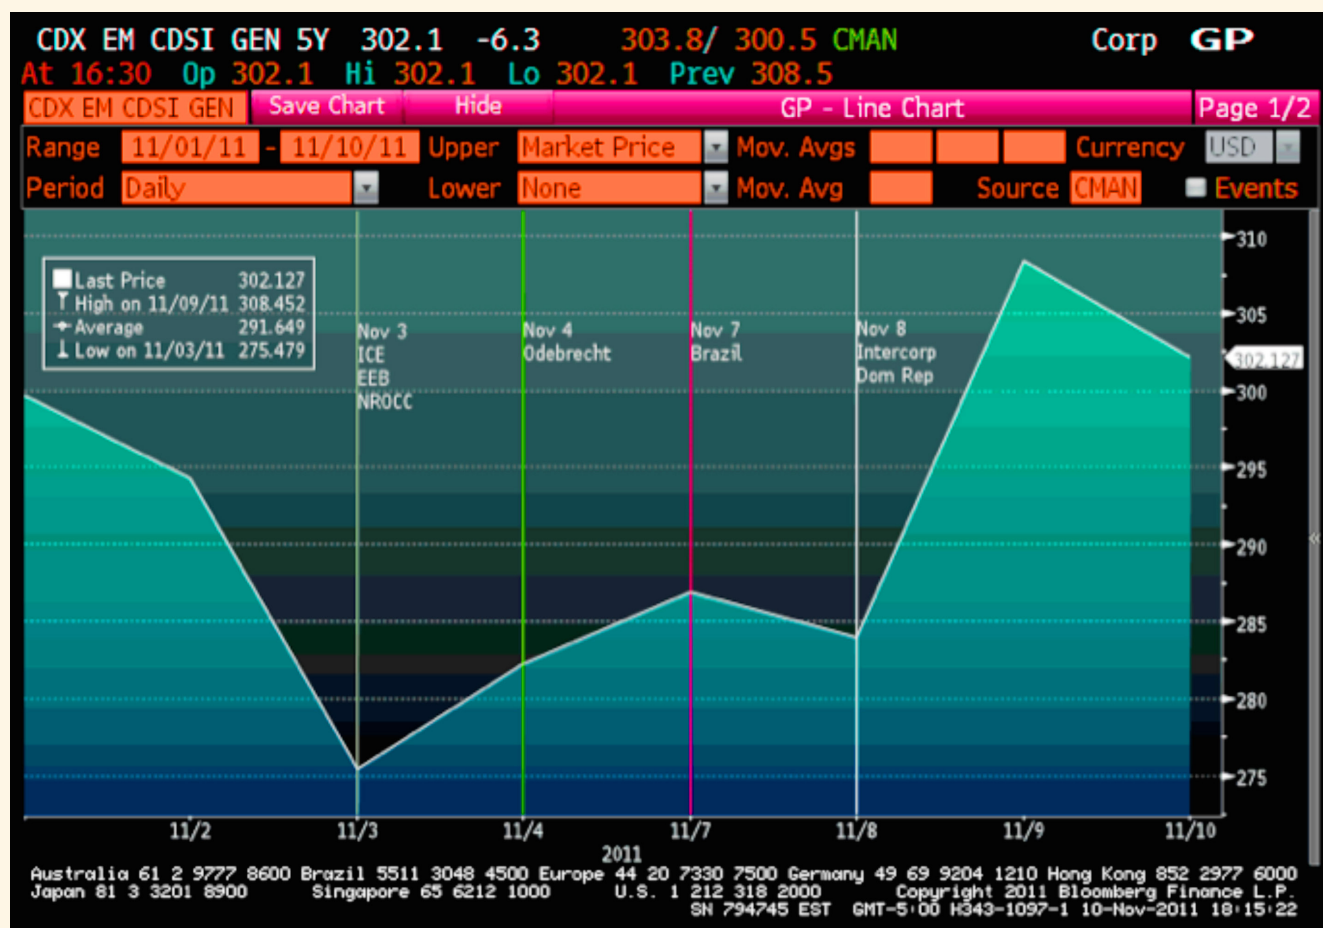 CDX EM CDSI GEN 5Y 302.1 -6.3 303.8/ 300.5 CMAN Corp GP
At 16:30 Op 302.1 Hi 302.1 Lo 302.1 Prev 308.5
CDX EM CDSI GEN Save Chart Hide GP - Line Chart Page 1/2
Range 11/01/11 - 11/10/11 Upper Market Price Mov. Avgs Currency USD
Period Daily Lower None Mov. Avg Source CMAN Events
310
Last Price 302.127
High on 11/09/11 308.452
Average 291.649
Low on 11/03/11 275.479
305
Nov 3
ICE
EEB
NROCC
Nov 4
Odebrecht
Nov 7
Brazil
Nov 8
Intercorp
Dom Rep
302.127
300
295
290
285
280
275
11/2 11/3 11/4 11/7 11/8 11/9 11/10
2011
Australia 61 2 9777 8600 Brazil 5511 3048 4500 Europe 44 20 7330 7500 Germany 49 69 9204 1210 Hong Kong 852 2977 6000
Japan 81 3 3201 8900 Singapore 65 6212 1000 U.S. 1 212 318 2000 Copyright 2011 Bloomberg Finance L.P.
SN 794745 EST GMT-5:00 H343-1097-1 10-Nov-2011 18:15:22